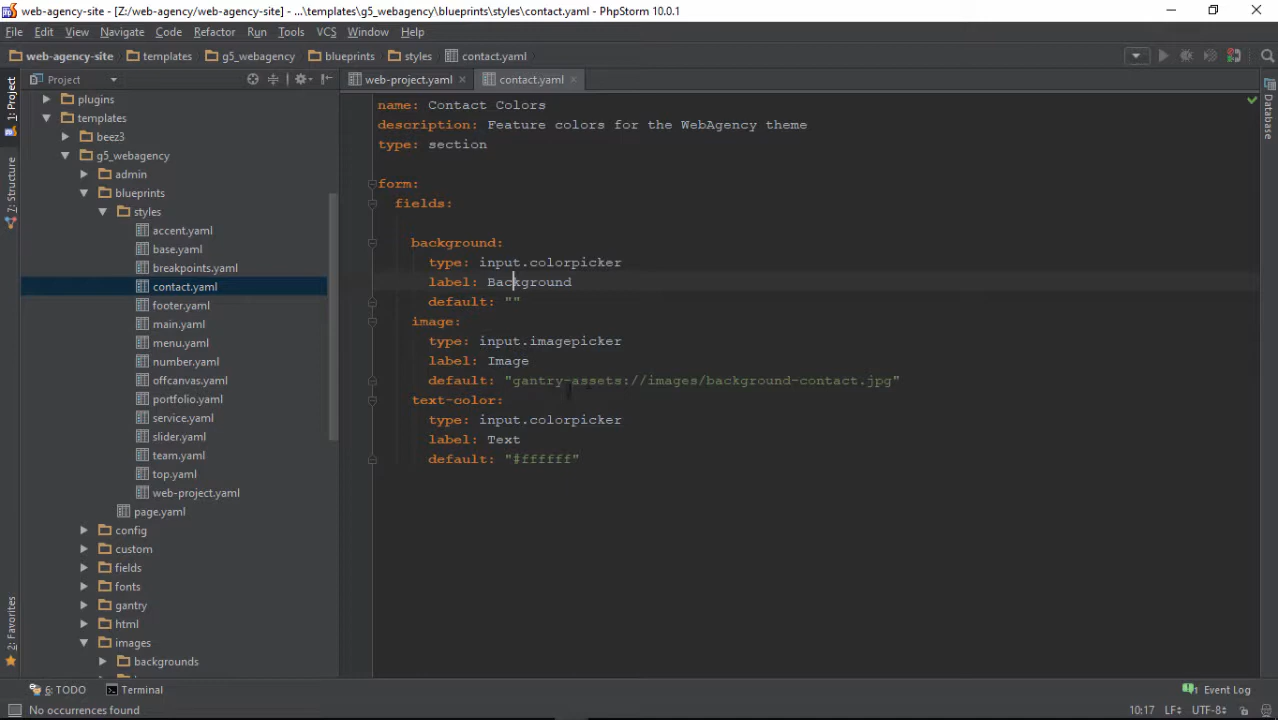 web-agency-site - [Z:/web-agency/web-agency-site] - ...\templates\g5_webagency\blueprints\styles\contact.yaml - PhpStorm 10.0.1
File Edit View Navigate Code Refactor Run Tools VCS Window Help
web-agency-site templates g5_webagency blueprints styles contact.yaml
Project web-project.yaml contact.yaml
1: Project
7: Structure
2: Favorites
plugins
templates
beez3
g5_webagency
admin
blueprints
styles
accent.yaml
base.yaml
breakpoints.yaml
contact.yaml
footer.yaml
main.yaml
menu.yaml
number.yaml
offcanvas.yaml
portfolio.yaml
service.yaml
slider.yaml
team.yaml
top.yaml
web-project.yaml
page.yaml
config
custom
fields
fonts
gantry
html
images
backgrounds
name: Contact Colors
description: Feature colors for the WebAgency theme
type: section
form:
fields:
background:
type: input.colorpicker
label: Background
default: ""
image:
type: input.imagepicker
label: Image
default: "gantry-assets://images/background-contact.jpg"
text-color:
type: input.colorpicker
label: Text
default: "#ffffff"
Database
6: TODO Terminal Event Log
No occurrences found 10:17 LF UTF-8